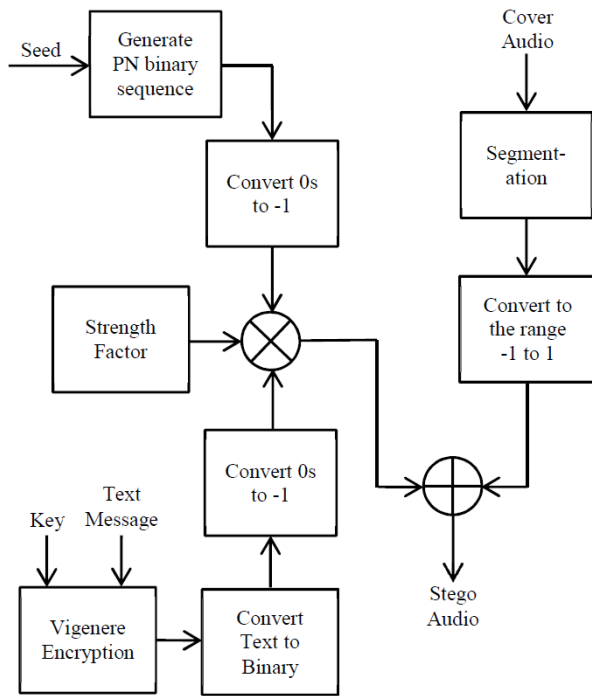 Seed
Generate
PN binary
sequence
Cover
Audio
Convert 0s
to -1
Segment-
ation
Strength
Factor
Convert to
the range
-1 to 1
Convert 0s
to -1
Key
Text
Message
Vigenere
Encryption
Convert
Text to
Binary
Stego
Audio